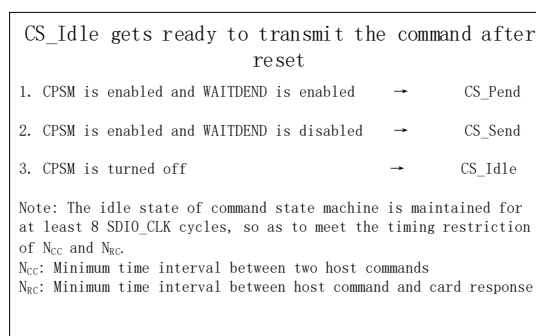 CS_Idle gets ready to transmit the command after
reset
1. CPSM is enabled and WAITDEND is enabled → CS_Pend
2. CPSM is enabled and WAITDEND is disabled → CS_Send
3. CPSM is turned off → CS_Idle
Note: The idle state of command state machine is maintained for
at least 8 SDIO_CLK cycles, so as to meet the timing restriction
of NCC and NRC.
NCC: Minimum time interval between two host commands
NRC: Minimum time interval between host command and card response